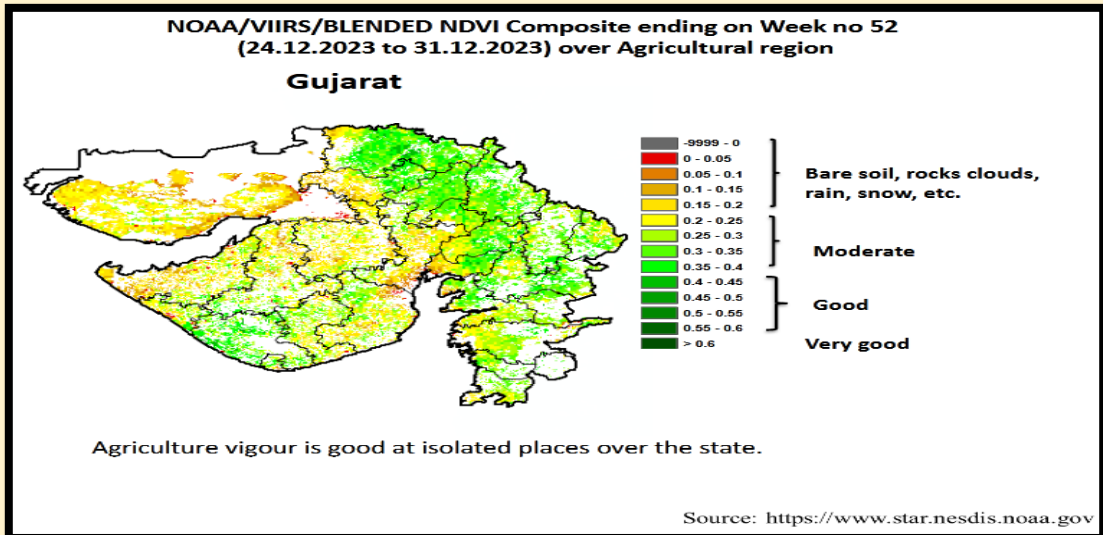 NOAA/VIIRS/BLENDED NDVI Composite ending on Week no 52
(24.12.2023 to 31.12.2023) over Agricultural region
Gujarat
-9999 - 0
0 - 0.05
0.05 - 0.1
0.1 - 0.15
0.15 - 0.2
0.2 - 0.25
0.25 - 0.3
0.3 - 0.35
0.35 - 0.4
0.4 - 0.45
0.45 - 0.5
0.5 - 0.55
0.55 - 0.6
> 0.6
Bare soil, rocks clouds,
rain, snow, etc.
Moderate
Good
Very good
Agriculture vigour is good at isolated places over the state.
Source: https://www.star.nesdis.noaa.gov